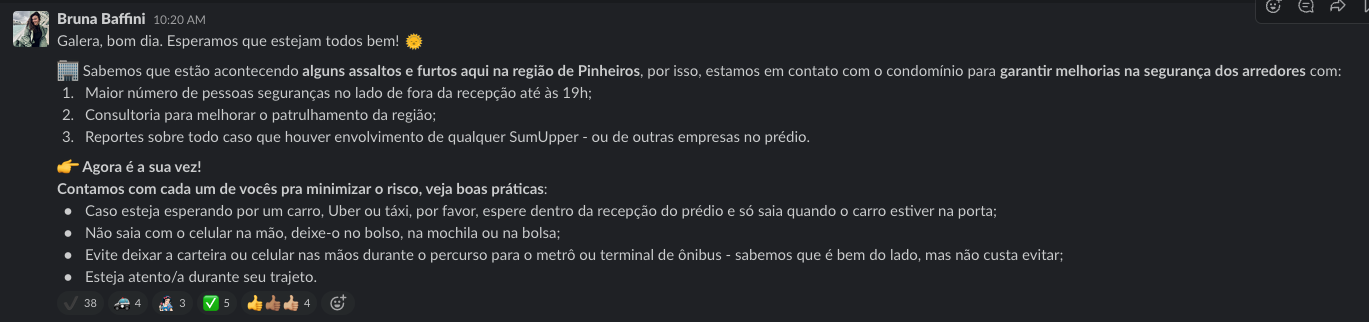 Bruna Baffini 10:20 AM
Galera, bom dia. Esperamos que estejam todos bem! 🌞
🏢 Sabemos que estão acontecendo alguns assaltos e furtos aqui na região de Pinheiros, por isso, estamos em contato com o condomínio para garantir melhorias na segurança dos arredores com:
1. Maior número de pessoas seguranças no lado de fora da recepção até às 19h;
2. Consultoria para melhorar o patrulhamento da região;
3. Reportes sobre todo caso que houver envolvimento de qualquer SumUpper - ou de outras empresas no prédio.
👉 Agora é a sua vez!
Contamos com cada um de vocês pra minimizar o risco, veja boas práticas:
• Caso esteja esperando por um carro, Uber ou táxi, por favor, espere dentro da recepção do prédio e só saia quando o carro estiver na porta;
• Não saia com o celular na mão, deixe-o no bolso, na mochila ou na bolsa;
• Evite deixar a carteira ou celular nas mãos durante o percurso para o metrô ou terminal de ônibus - sabemos que é bem do lado, mas não custa evitar;
• Esteja atento/a durante seu trajeto.
38 4 3 5 4